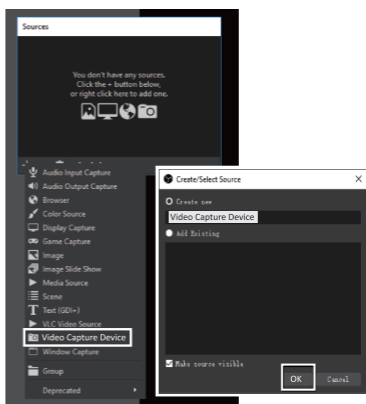 Sources
You don't have any sources.
Click the + button below,
or right click here to add one.
Audio Input Capture
Audio Output Capture
Browser
Color Source
Display Capture
Game Capture
Image
Image Slide Show
Media Source
Scene
Text (GDI+)
VLC Video Source
Video Capture Device
Window Capture
Group
Deprecated
Create/Select Source
Create new
Video Capture Device
Add Existing
Make source visible
OK Cancel